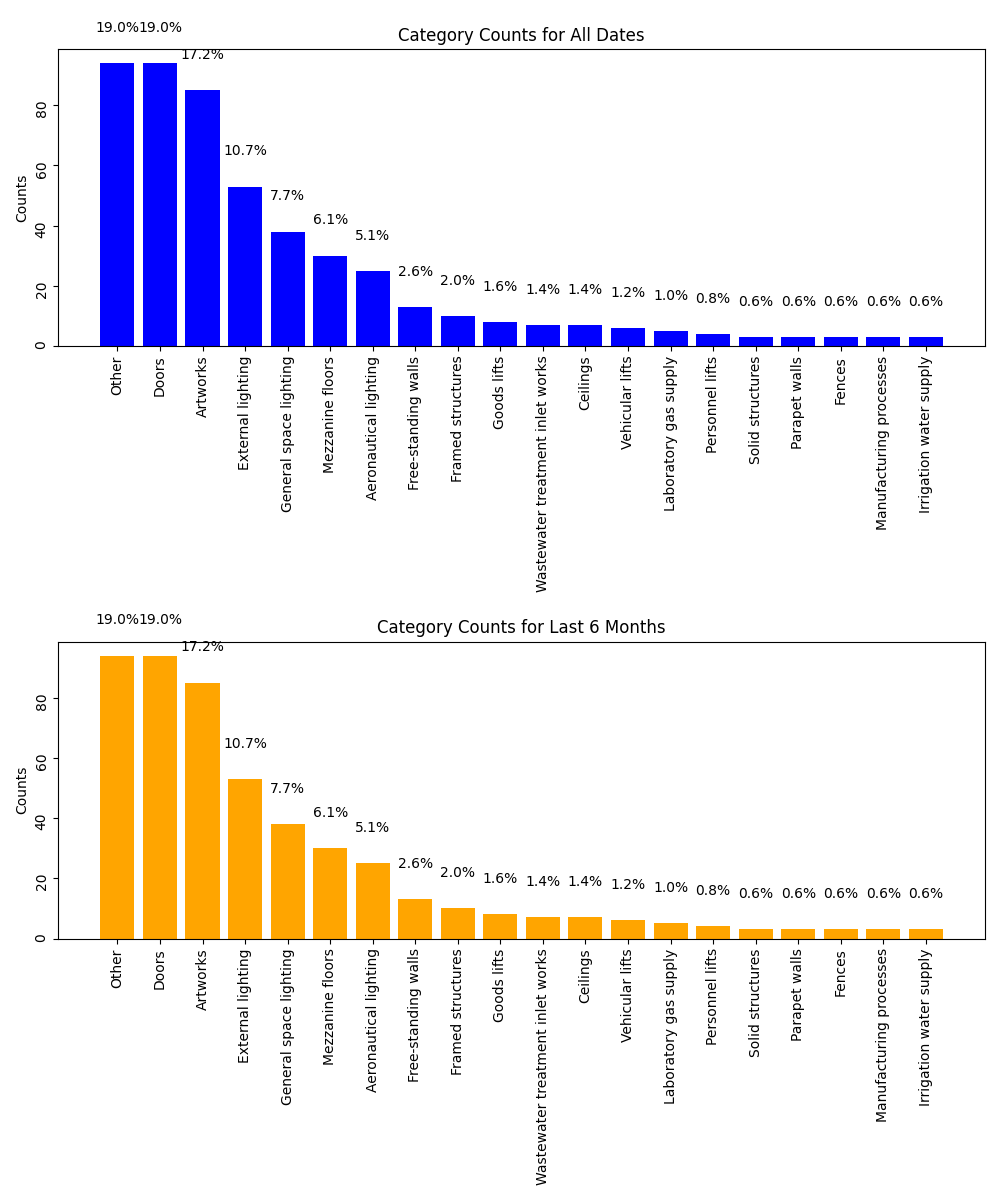 19.0% 19.0%
Category Counts for All Dates
17.2%
10.7%
7.7%
6.1%
5.1%
2.6%
2.0%
1.6%
1.4%
1.4%
1.2%
1.0%
0.8%
0.6%
0.6%
0.6%
0.6%
0.6%
Counts
80
60
40
20
0
Other
Doors
Artworks
External lighting
General space lighting
Mezzanine floors
Aeronautical lighting
Free-standing walls
Framed structures
Goods lifts
Wastewater treatment inlet works
Ceilings
Vehicular lifts
Laboratory gas supply
Personnel lifts
Solid structures
Parapet walls
Fences
Manufacturing processes
Irrigation water supply
19.0% 19.0%
Category Counts for Last 6 Months
17.2%
10.7%
7.7%
6.1%
5.1%
2.6%
2.0%
1.6%
1.4%
1.4%
1.2%
1.0%
0.8%
0.6%
0.6%
0.6%
0.6%
0.6%
Counts
80
60
40
20
0
Other
Doors
Artworks
External lighting
General space lighting
Mezzanine floors
Aeronautical lighting
Free-standing walls
Framed structures
Goods lifts
Wastewater treatment inlet works
Ceilings
Vehicular lifts
Laboratory gas supply
Personnel lifts
Solid structures
Parapet walls
Fences
Manufacturing processes
Irrigation water supply